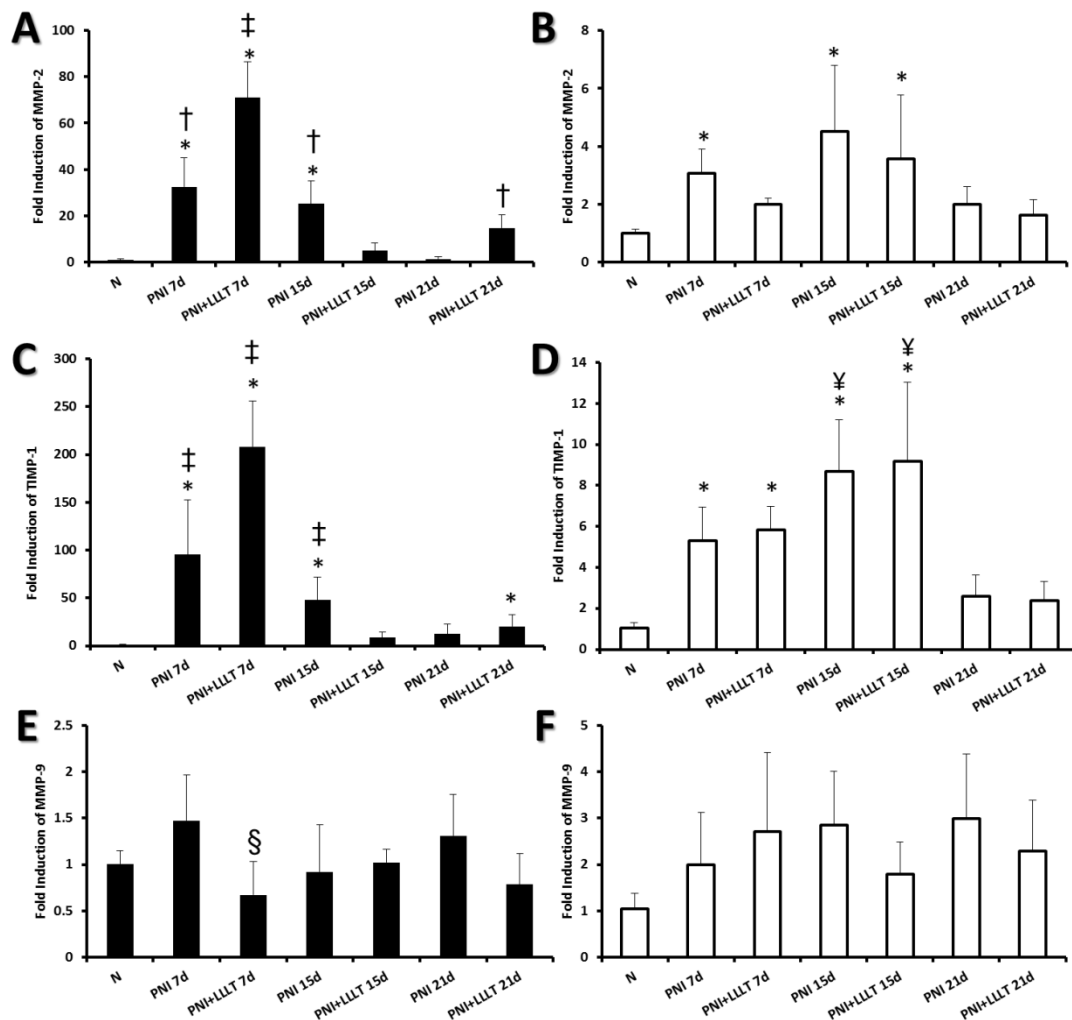 A
Fold Induction of MMP-2
100
80
60
40
20
0
†
*
‡
*
†
*
†
N
PNI 7d
PNI+LLLT 7d
PNI 15d
PNI+LLLT 15d
PNI 21d
PNI+LLLT 21d
B
Fold Induction of MMP-2
8
6
4
2
0
*
*
*
N
PNI 7d
PNI+LLLT 7d
PNI 15d
PNI+LLLT 15d
PNI 21d
PNI+LLLT 21d
C
Fold Induction of TIMP-1
300
250
200
150
100
50
0
‡
*
‡
*
‡
*
*
N
PNI 7d
PNI+LLLT 7d
PNI 15d
PNI+LLLT 15d
PNI 21d
PNI+LLLT 21d
D
Fold Induction of TIMP-1
14
12
10
8
6
4
2
0
*
*
¥
*
¥
*
N
PNI 7d
PNI+LLLT 7d
PNI 15d
PNI+LLLT 15d
PNI 21d
PNI+LLLT 21d
E
Fold Induction of MMP-9
2.5
2
1.5
1
0.5
0
§
N
PNI 7d
PNI+LLLT 7d
PNI 15d
PNI+LLLT 15d
PNI 21d
PNI+LLLT 21d
F
Fold Induction of MMP-9
5
4
3
2
1
0
N
PNI 7d
PNI+LLLT 7d
PNI 15d
PNI+LLLT 15d
PNI 21d
PNI+LLLT 21d